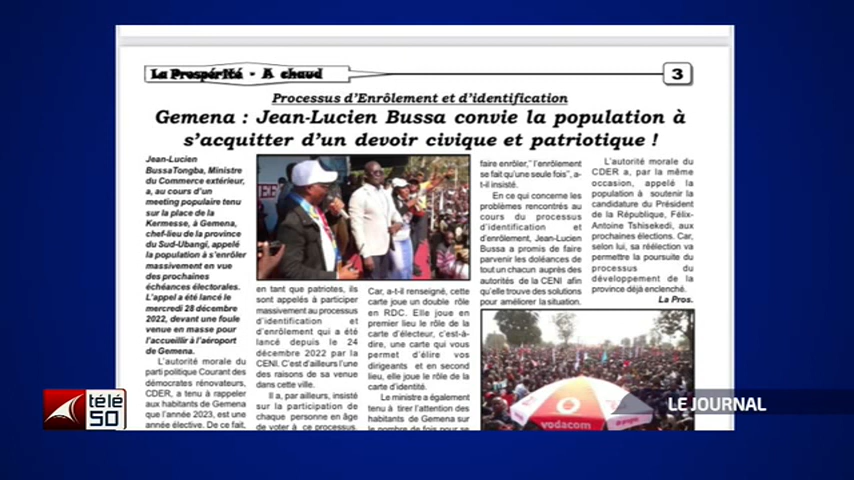 La Prospérité - A chaud
3
Processus d'Enrôlement et d'identification
Gemena : Jean-Lucien Bussa convie la population à
s'acquitter d'un devoir civique et patriotique !
Jean-Lucien
BussaTongba, Ministre
du Commerce extérieur,
a, au cours d'un
meeting populaire tenu
sur la place de la
Kermesse, à Gemena,
chef-lieu de la province
du Sud-Ubangi, appelé
la population à s'enrôler
massivement en vue
des prochaines
échéances électorales.
L'appel a été lancé le
mercredi 28 décembre
2022, devant une foule
venue en masse pour
l'accueillir à l'aéroport
de Gemena.
L'autorité morale du
parti politique Courant des
démocrates rénovateurs,
CDER, a tenu à rappeler
aux habitants de Gemena
que l'année 2023, est une
année élective. De ce fait,
en tant que patriotes, ils
sont appelés à participer
massivement au processus
d'identification et
d'enrôlement qui a été
lancé depuis le 24
décembre 2022 par la
CENI. C'est d'ailleurs l'une
des raisons de sa venue
dans cette ville.
Il a, par ailleurs, insisté
sur la participation de
chaque personne en âge
de voter à ce processus.
Car, a-t-il renseigné, cette
carte joue un double rôle
en RDC. Elle joue en
premier lieu le rôle de la
carte d'électeur, c'est-à-
dire, une carte qui vous
permet d'élire vos
dirigeants et en second
lieu, elle joue le rôle de la
carte d'identité.
Le ministre a également
tenu à tirer l'attention des
habitants de Gemena sur
le nombre de fois pour se
faire enrôler," l'enrôlement
se fait qu'une seule fois", a-
t-il insisté.
En ce qui concerne les
problèmes rencontrés au
cours du processus
d'identification et
d'enrôlement, Jean-Lucien
Bussa a promis de faire
parvenir les doléances de
tout un chacun auprès des
autorités de la CENI afin
qu'elle trouve des solutions
pour améliorer la situation.
L'autorité morale du
CDER a, par la même
occasion, appelé la
population à soutenir la
candidature du Président
de la République, Félix-
Antoine Tshisekedi, aux
prochaines élections. Car,
selon lui, sa réélection va
permettre la poursuite du
processus du
développement de la
province déjà enclenché.
La Pros.
vodacom
télé
50
LE JOURNAL